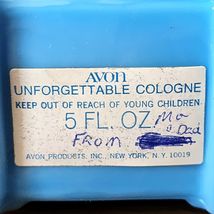 AVON
UNFORGETTABLE COLOGNE
KEEP OUT OF REACH OF YOUNG CHILDREN
5 FL. OZ. Mo
& Dad
FROM
AVON PRODUCTS, INC., NEW YORK, N.Y. 10019